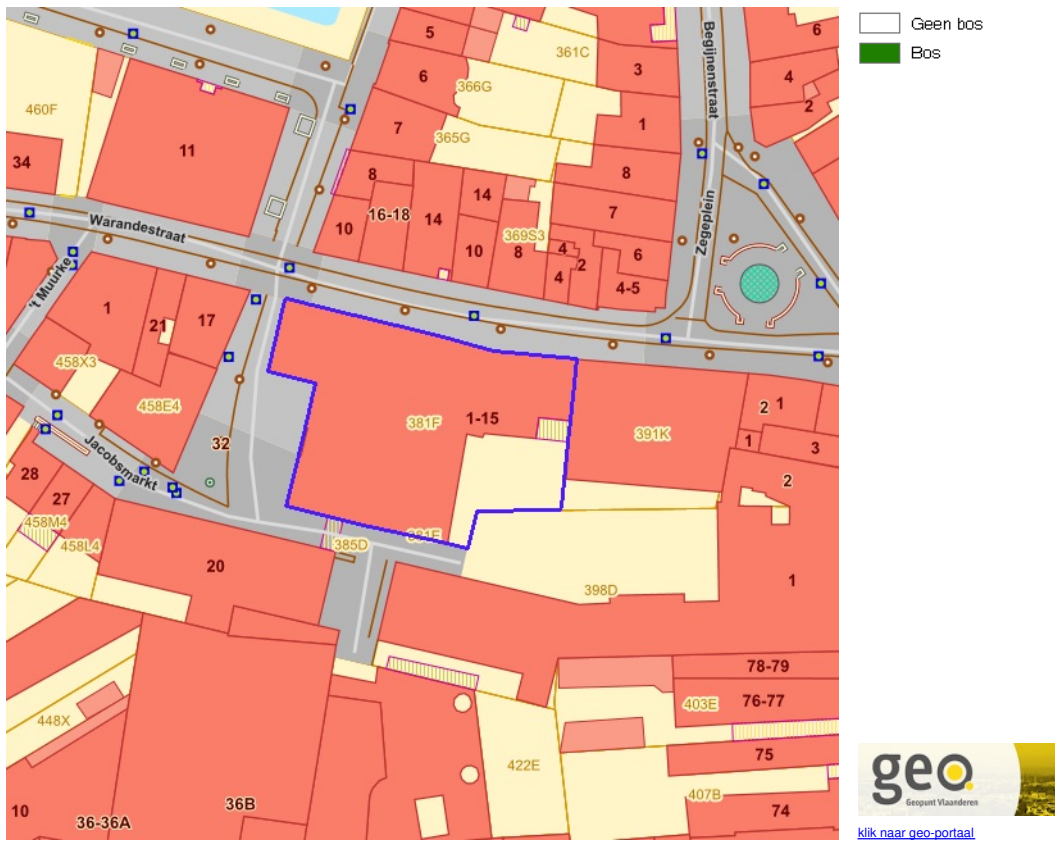 Geen bos
Bos
5
361C
6
3
6
366G
4
Begijnenstraat
2
460F
7
365G
1
11
34
8
8
14
16-18
7
10
14
369S3
10
8
4
2
6
4
4-5
Zegeplein
Warandestraat
't Muurke
1
21
17
458X3
458E4
32
381F
1-15
391K
2
1
1
3
2
Jacobsmarkt
28
27
458M4
458L4
381E
385D
20
398D
1
78-79
403E
76-77
448X
75
422E
407B
10
36-36A
36B
74
geo.
Geopunt Vlaanderen
klik naar geo-portaal